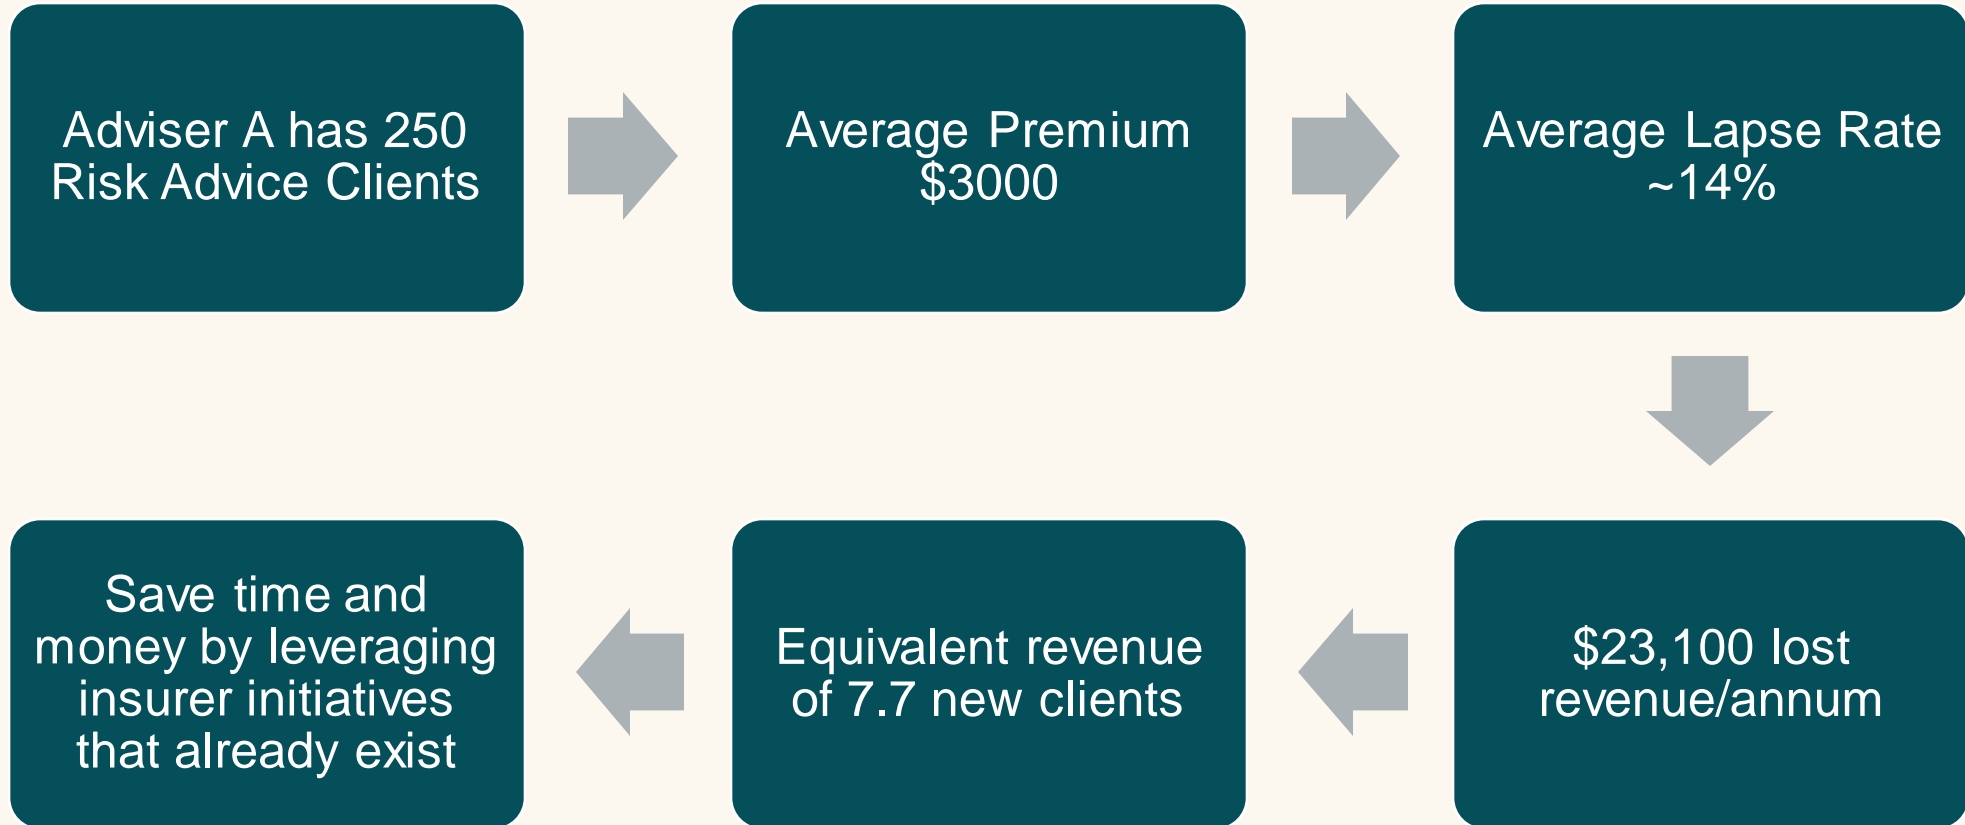 Adviser A has 250
Risk Advice Clients
Average Premium
$3000
Average Lapse Rate
~14%
$23,100 lost
revenue/annum
Equivalent revenue
of 7.7 new clients
Save time and
money by leveraging
insurer initiatives
that already exist